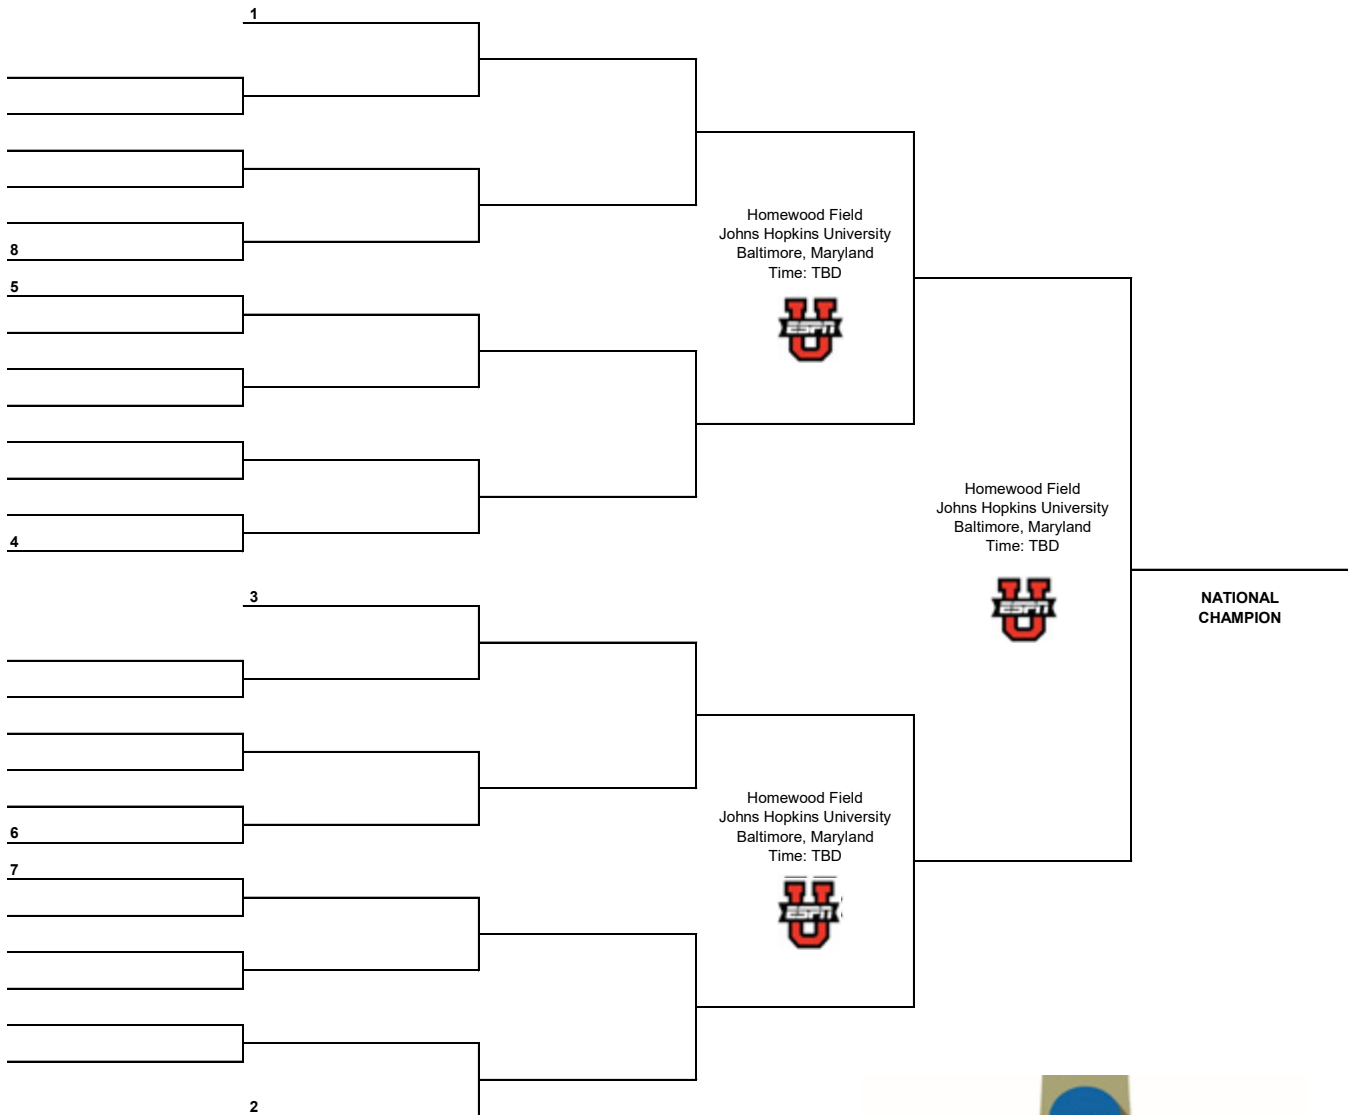 1
Homewood Field
Johns Hopkins University
Baltimore, Maryland
Time: TBD
8
5
ESPN
U
4
Homewood Field
Johns Hopkins University
Baltimore, Maryland
Time: TBD
ESPN
U
3
NATIONAL
CHAMPION
Homewood Field
Johns Hopkins University
Baltimore, Maryland
Time: TBD
6
7
ESPN
U
2